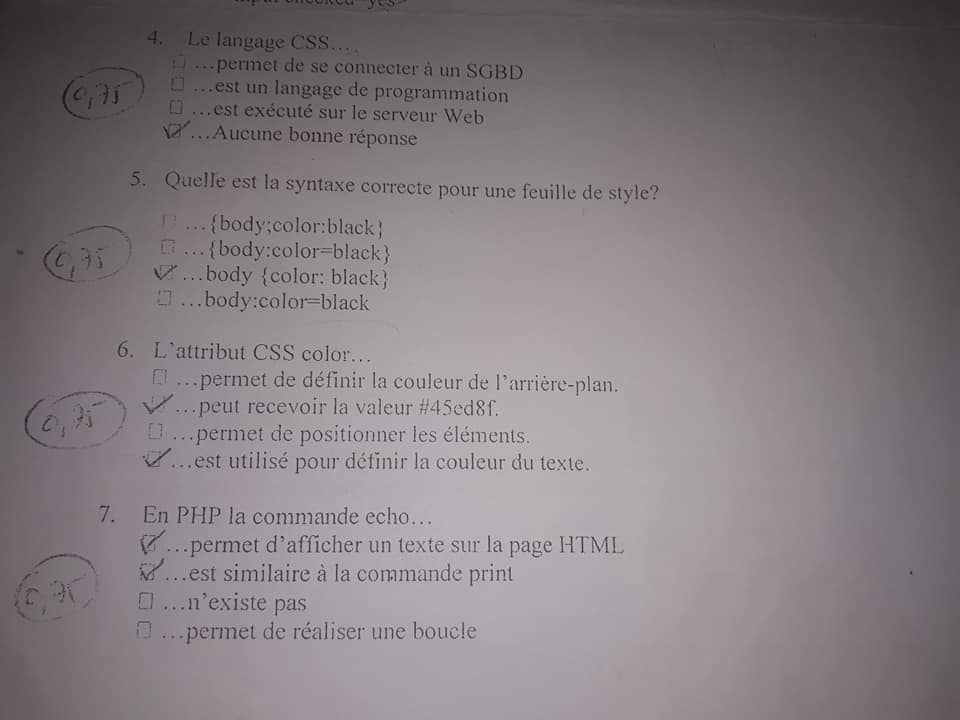 4. Le langage CSS....
...permet de se connecter à un SGBD
...est un langage de programmation
0,75
...est exécuté sur le serveur Web
...Aucune bonne réponse
5. Quelle est la syntaxe correcte pour une feuille de style?
...{body;color:black}
...{body:color=black}
0,75
...body {color: black}
...body:color=black
6. L'attribut CSS color...
...permet de définir la couleur de l'arrière-plan.
...peut recevoir la valeur #45ed8f.
0,75
...permet de positionner les éléments.
...est utilisé pour définir la couleur du texte.
7. En PHP la commande echo...
...permet d'afficher un texte sur la page HTML
...est similaire à la commande print
0,75
...n'existe pas
...permet de réaliser une boucle